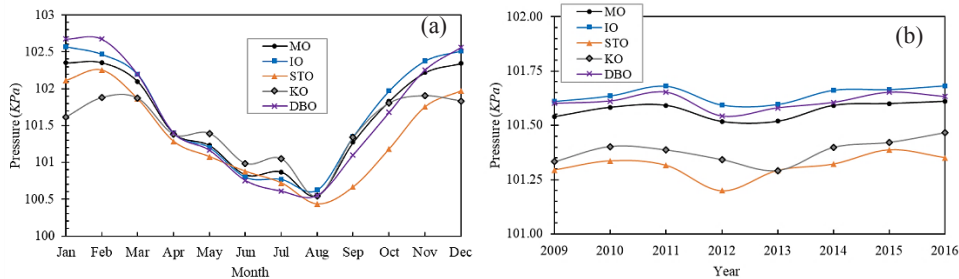 (a)
Pressure (KPa)
103
102.5
102
101.5
101
100.5
100
MO
IO
STO
KO
DBO
Jan Feb Mar Apr May Jun Jul Aug Sep Oct Nov Dec
Month
(b)
Pressure (KPa)
102.00
101.75
101.50
101.25
101.00
MO
IO
STO
KO
DBO
2009 2010 2011 2012 2013 2014 2015 2016
Year